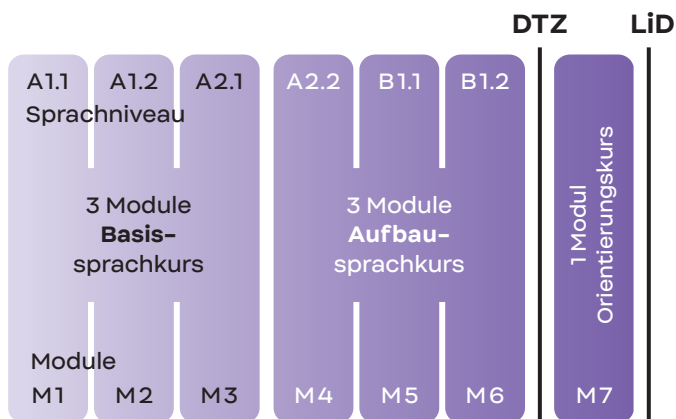 DTZ LiD
A1.1 A1.2 A2.1 A2.2 B1.1 B1.2
Sprachniveau
3 Module
Basis-
sprachkurs
3 Module
Aufbau-
sprachkurs
1 Modul
Orientierungskurs
Module
M1 M2 M3 M4 M5 M6 M7